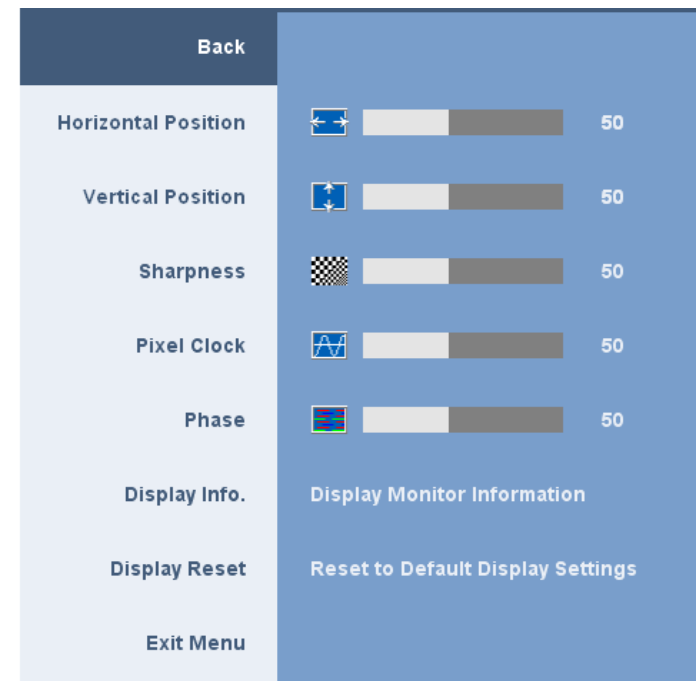 Back
Horizontal Position 50
Vertical Position 50
Sharpness 50
Pixel Clock 50
Phase 50
Display Info. Display Monitor Information
Display Reset Reset to Default Display Settings
Exit Menu